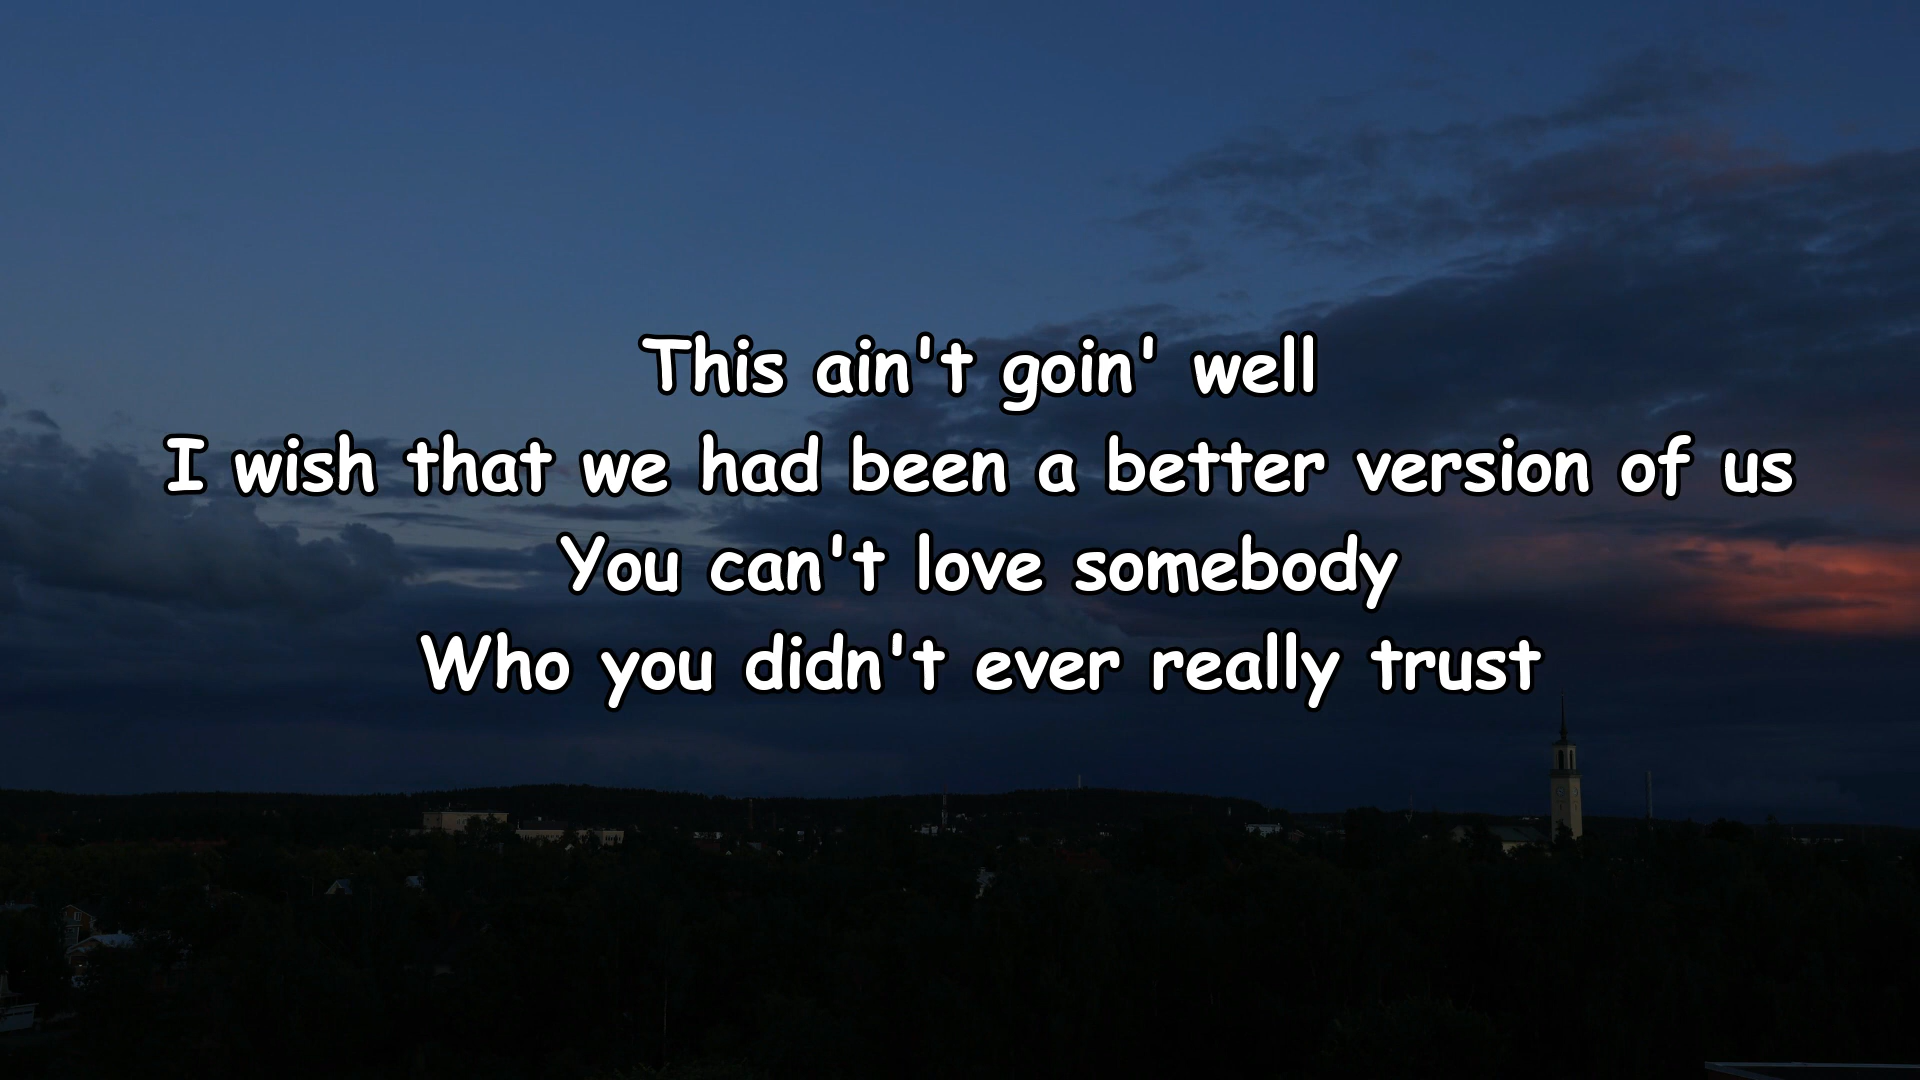 This ain't goin' well
I wish that we had been a better version of us
You can't love somebody
Who you didn't ever really trust